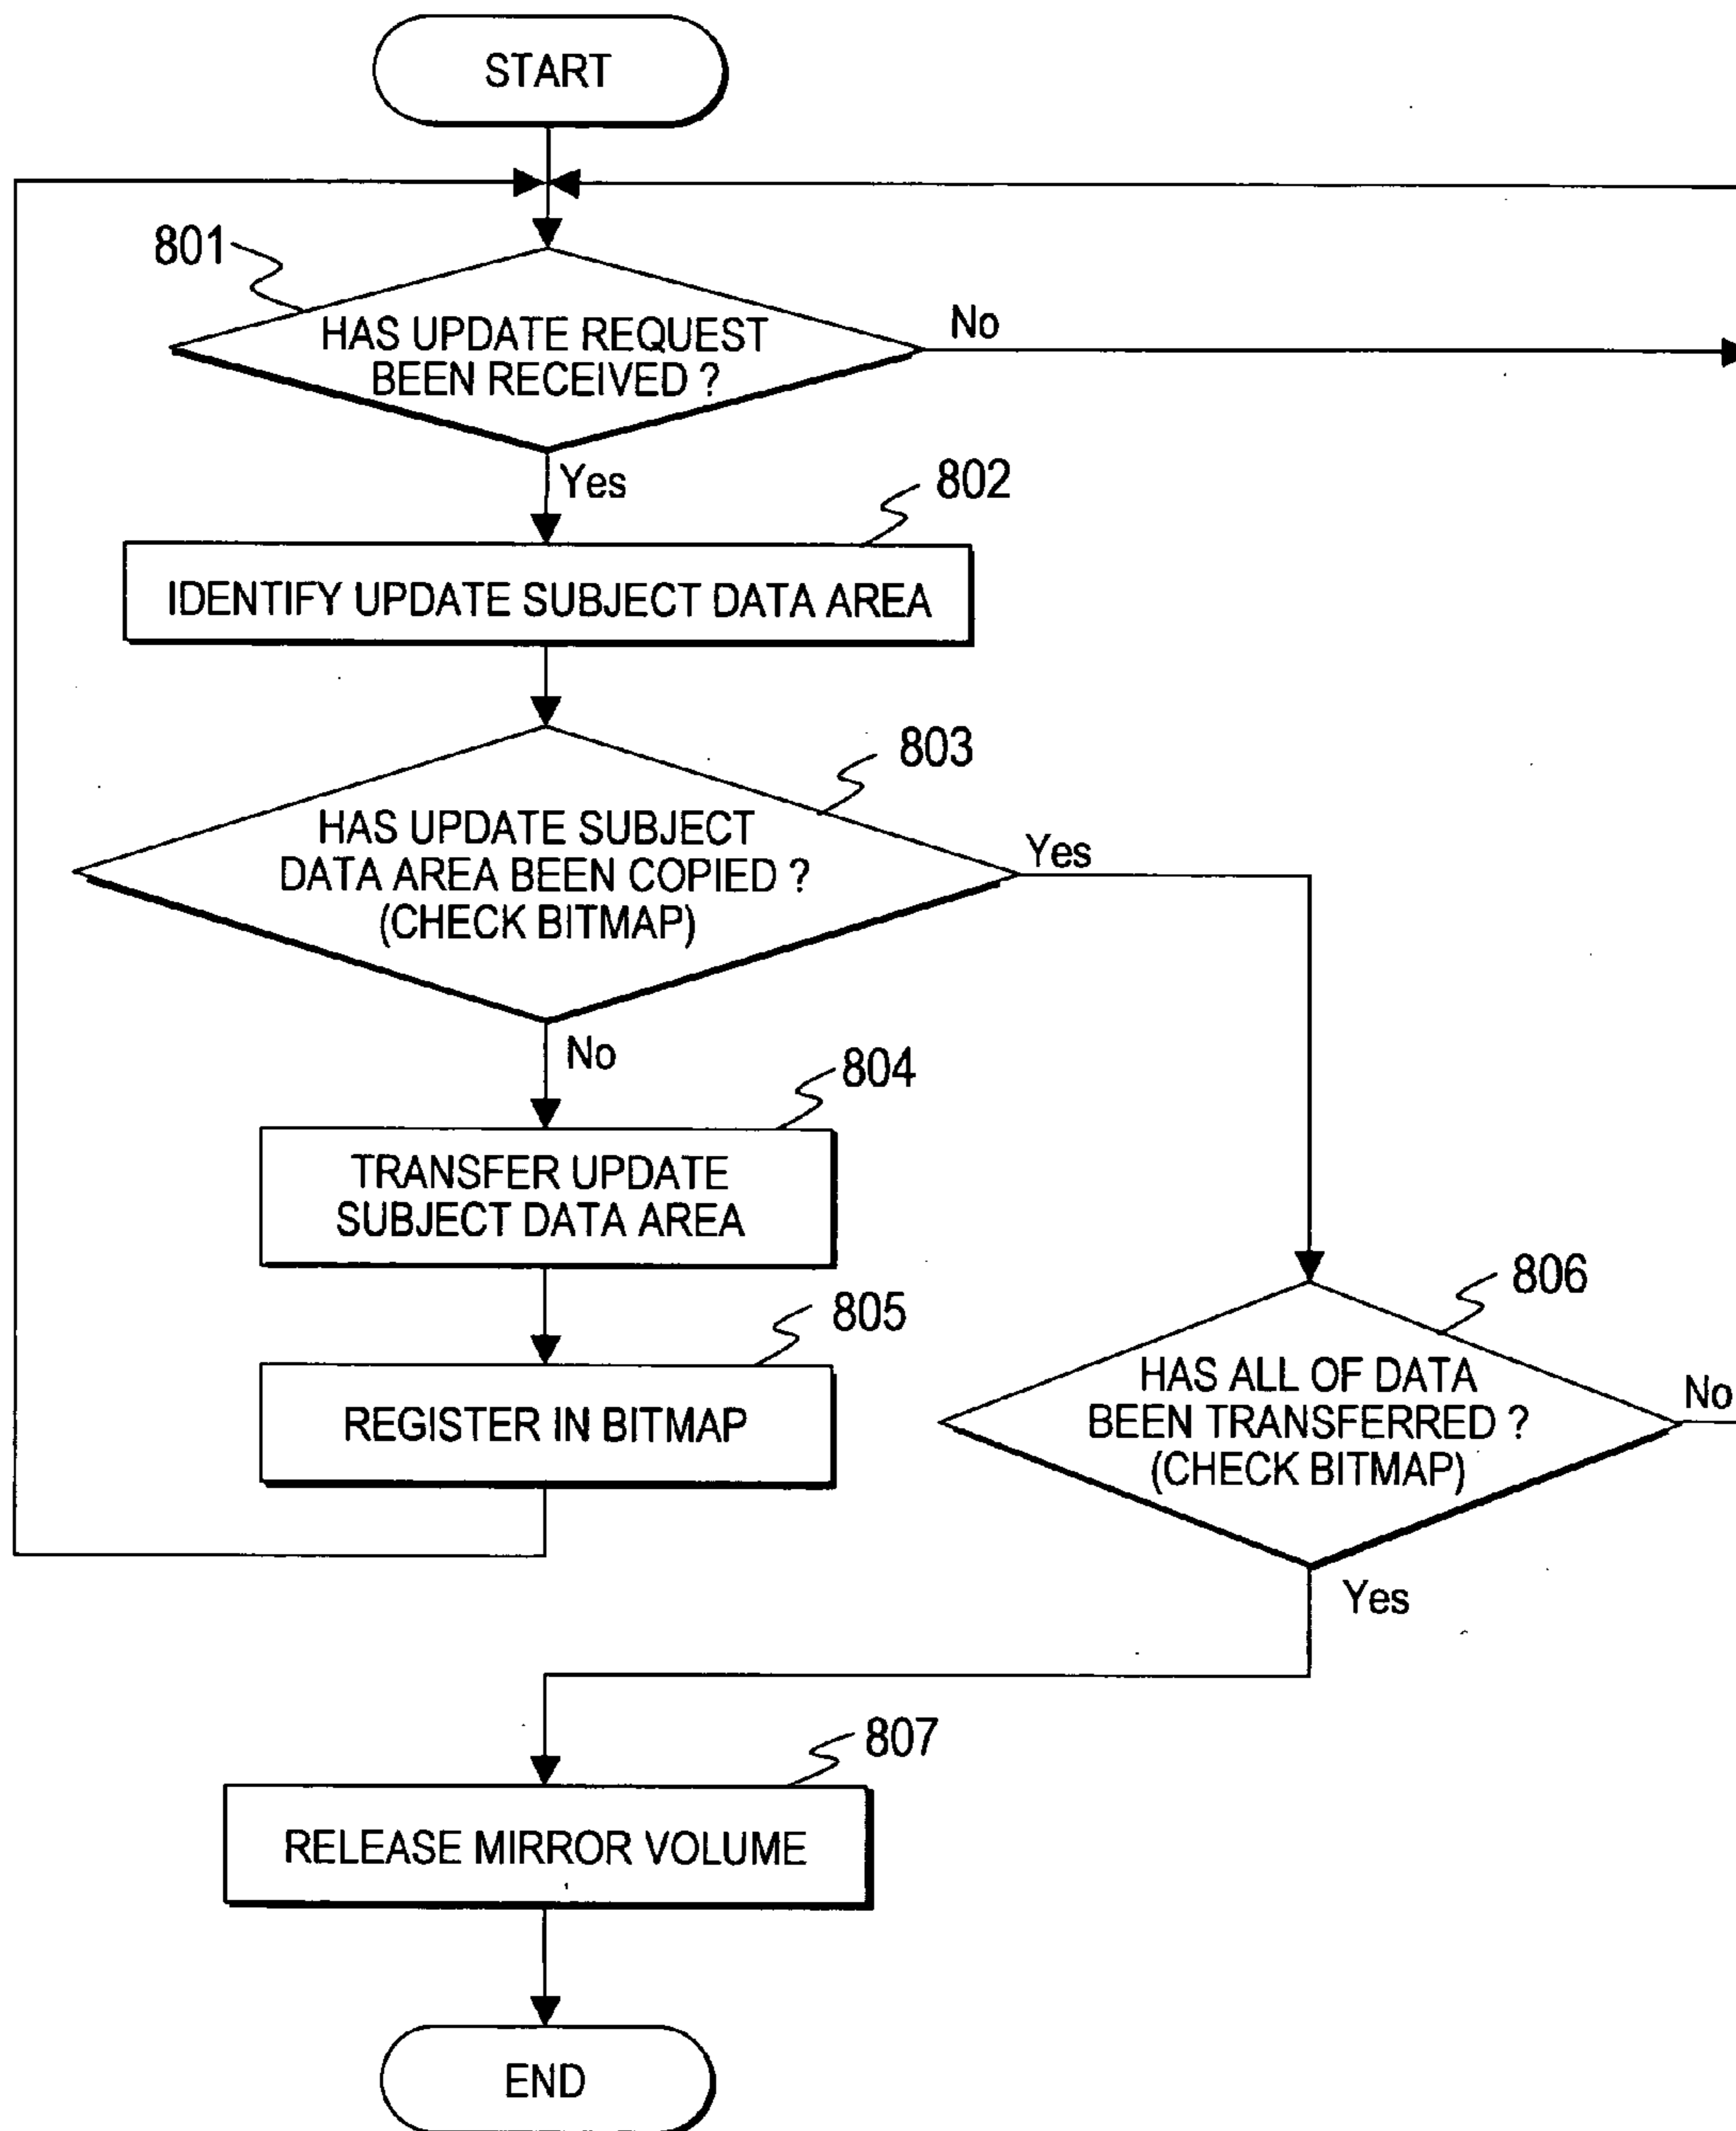 START
801
HAS UPDATE REQUEST
BEEN RECEIVED ?
No
Yes
802
IDENTIFY UPDATE SUBJECT DATA AREA
803
HAS UPDATE SUBJECT
DATA AREA BEEN COPIED ?
(CHECK BITMAP)
Yes
No
804
TRANSFER UPDATE
SUBJECT DATA AREA
805
REGISTER IN BITMAP
806
HAS ALL OF DATA
BEEN TRANSFERRED ?
(CHECK BITMAP)
No
Yes
807
RELEASE MIRROR VOLUME
END